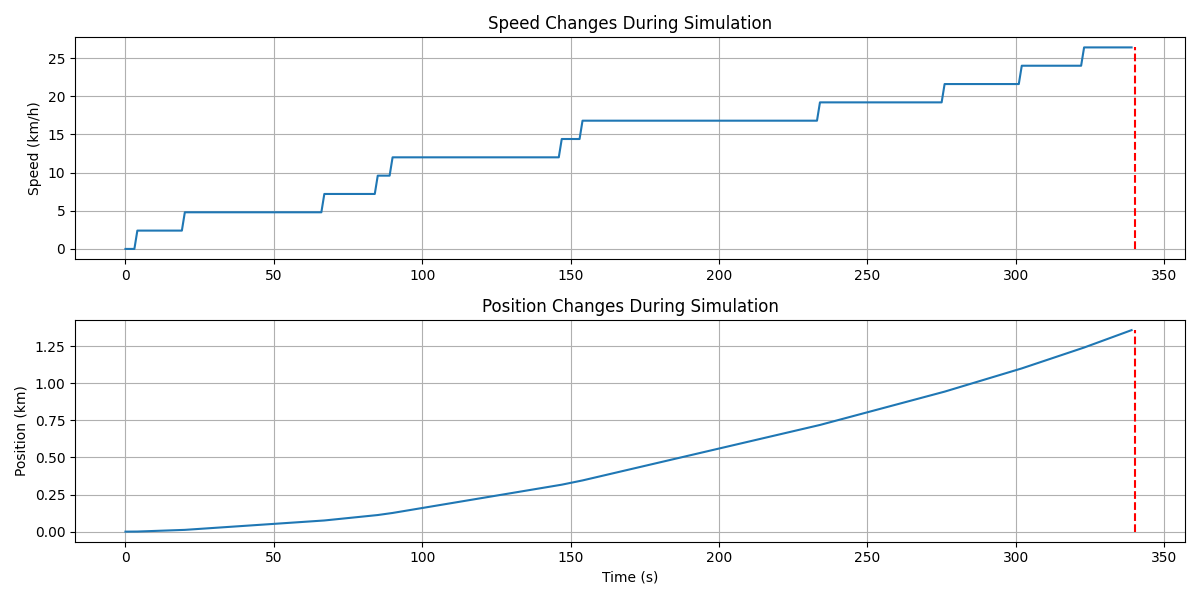 Speed Changes During Simulation
Speed (km/h)
25
20
15
10
5
0
0 50 100 150 200 250 300 350
Position Changes During Simulation
Position (km)
1.25
1.00
0.75
0.50
0.25
0.00
0 50 100 150 200 250 300 350
Time (s)